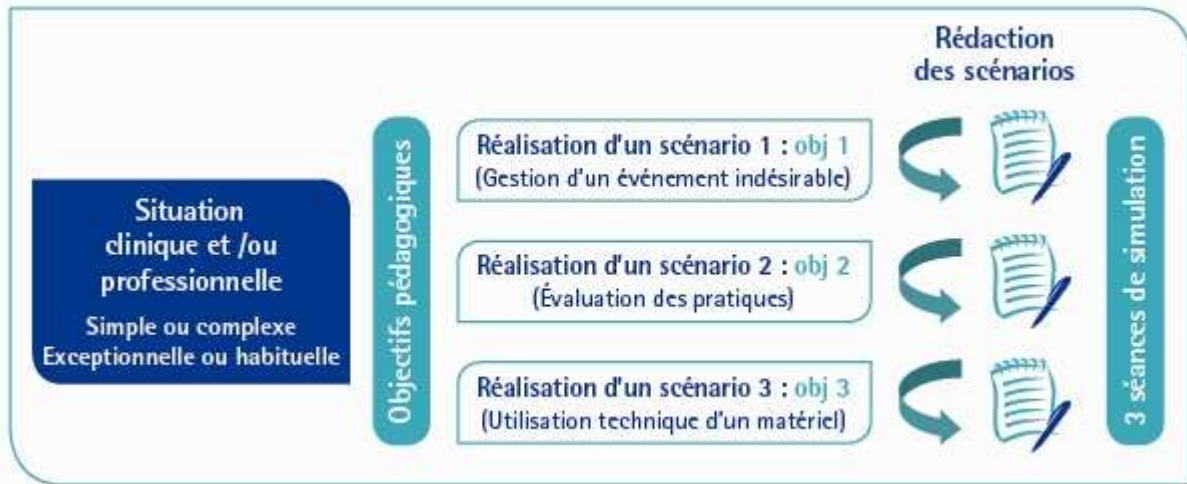 Rédaction
des scénarios
Situation
clinique et /ou
professionnelle
Simple ou complexe
Exceptionnelle ou habituelle
Objectifs pédagogiques
Réalisation d'un scénario 1 : obj 1
(Gestion d'un événement indésirable)
Réalisation d'un scénario 2 : obj 2
(Évaluation des pratiques)
Réalisation d'un scénario 3 : obj 3
(Utilisation technique d'un matériel)
3 séances de simulation